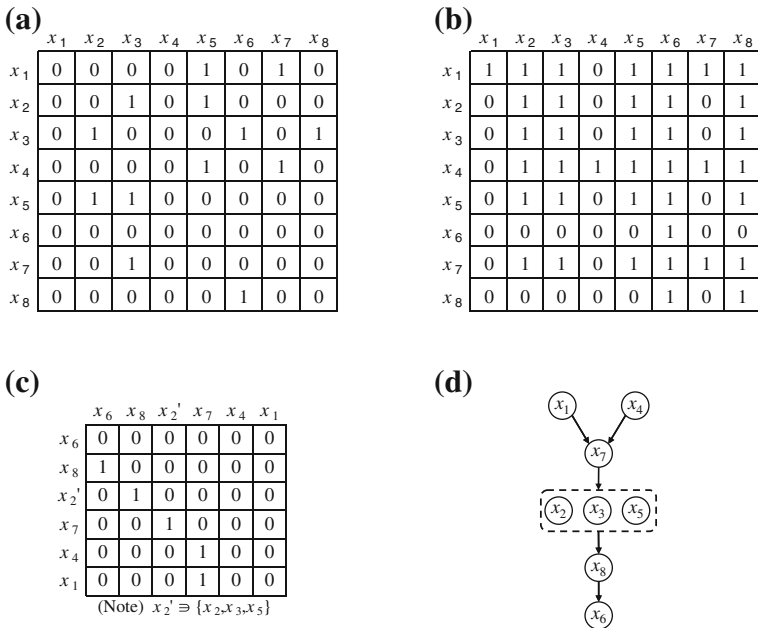 (a)
x1 x2 x3 x4 x5 x6 x7 x8
x1 0 0 0 0 1 0 1 0
x2 0 0 1 0 1 0 0 0
x3 0 1 0 0 0 1 0 1
x4 0 0 0 0 1 0 1 0
x5 0 1 1 0 0 0 0 0
x6 0 0 0 0 0 0 0 0
x7 0 0 1 0 0 0 0 0
x8 0 0 0 0 0 1 0 0
(b)
x1 x2 x3 x4 x5 x6 x7 x8
x1 1 1 1 0 1 1 1 1
x2 0 1 1 0 1 1 0 1
x3 0 1 1 0 1 1 0 1
x4 0 1 1 1 1 1 1 1
x5 0 1 1 0 1 1 0 1
x6 0 0 0 0 0 1 0 0
x7 0 1 1 0 1 1 1 1
x8 0 0 0 0 0 1 0 1
(c)
x6 x8 x2' x7 x4 x1
x6 0 0 0 0 0 0
x8 1 0 0 0 0 0
x2' 0 1 0 0 0 0
x7 0 0 1 0 0 0
x4 0 0 0 1 0 0
x1 0 0 0 1 0 0
(Note) x2' ∋ {x2,x3,x5}
(d)
x1 x4
x7
x2 x3 x5
x8
x6